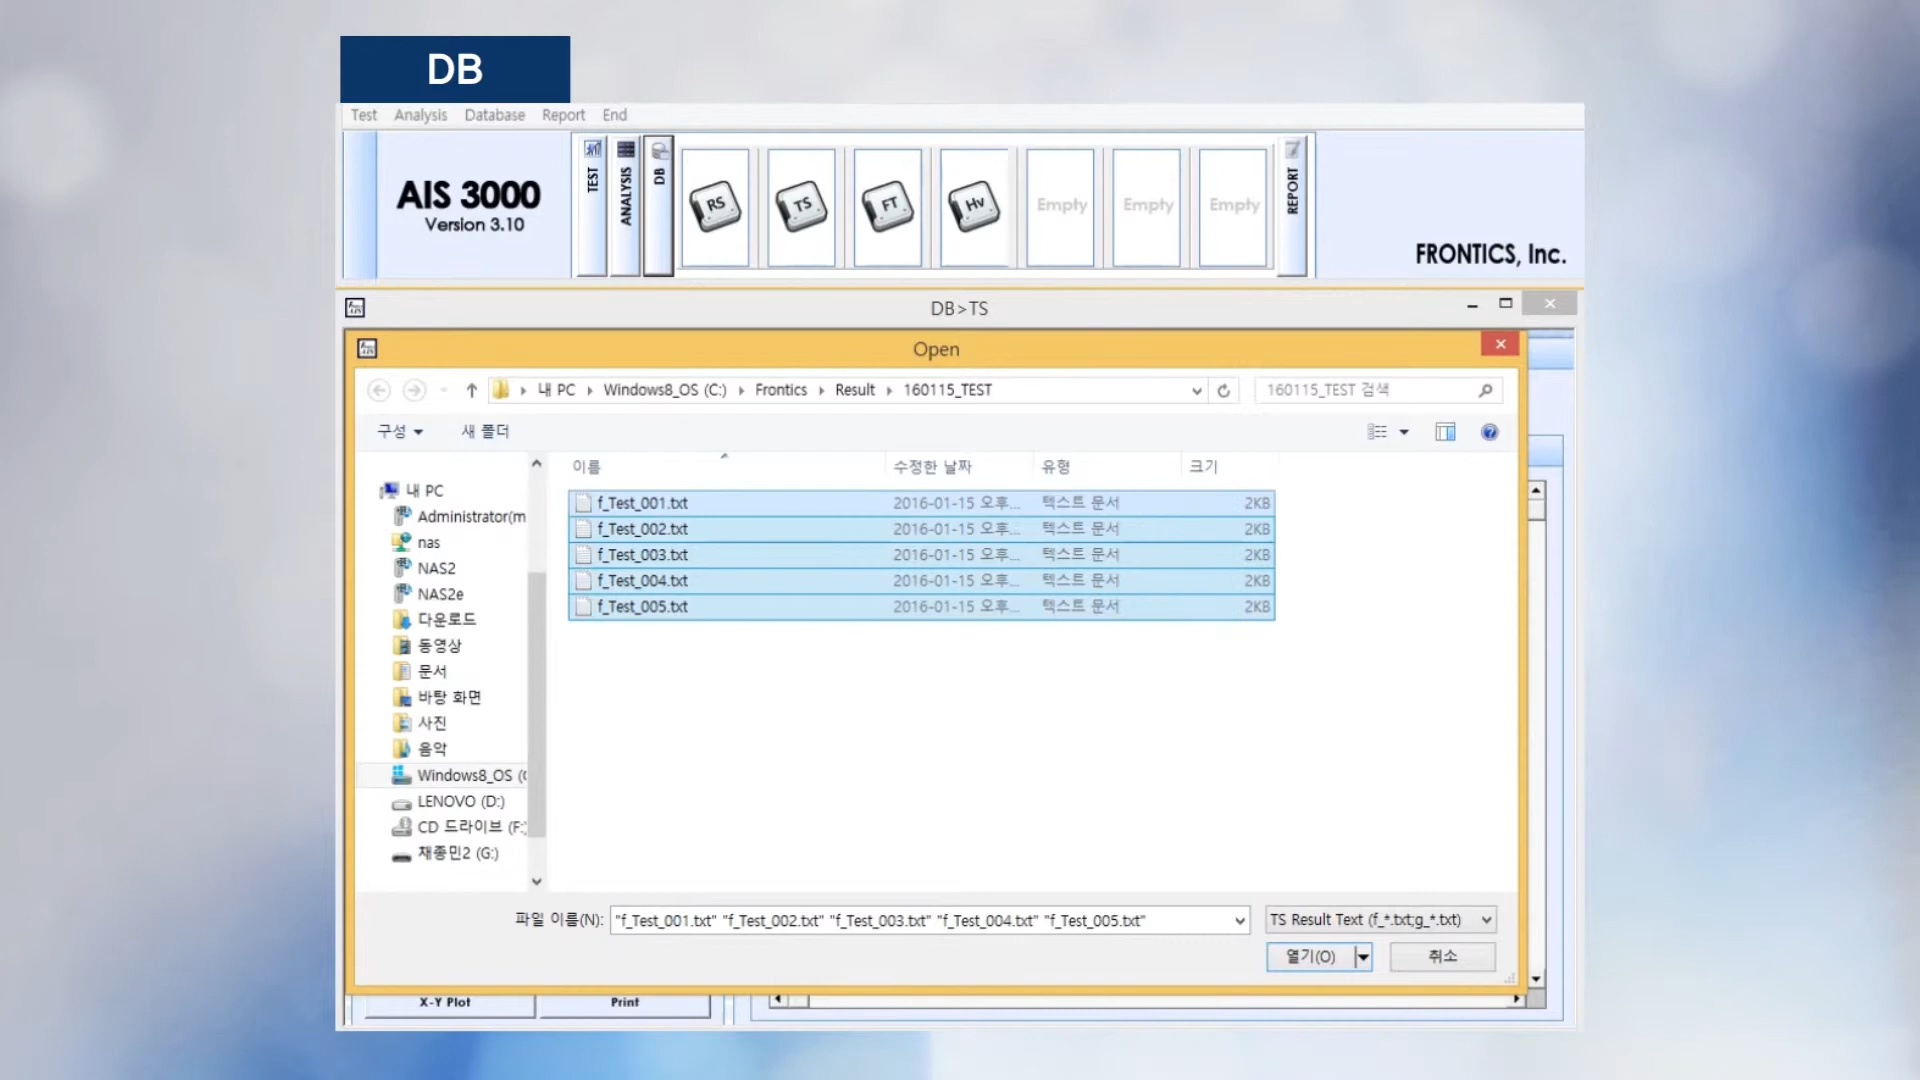 DB
Test Analysis Database Report End
AIS 3000
Version 3.10
TEST
ANALYSIS
DB
RS
TS
FT
Hv
Empty
Empty
Empty
REPORT
FRONTICS, Inc.
DB>TS
Open
내 PC Windows8_OS (C:) Frontics Result 160115_TEST
160115_TEST 검색
구성 새 폴더
이름 수정한 날짜 유형 크기
내 PC
Administrator(m
nas
NAS2
NAS2e
다운로드
동영상
문서
바탕 화면
사진
음악
Windows8_OS (
LENOVO (D:)
CD 드라이브 (F:
채종민2 (G:)
f_Test_001.txt 2016-01-15 오후... 텍스트 문서 2KB
f_Test_002.txt 2016-01-15 오후... 텍스트 문서 2KB
f_Test_003.txt 2016-01-15 오후... 텍스트 문서 2KB
f_Test_004.txt 2016-01-15 오후... 텍스트 문서 2KB
f_Test_005.txt 2016-01-15 오후... 텍스트 문서 2KB
파일 이름(N): "f_Test_001.txt" "f_Test_002.txt" "f_Test_003.txt" "f_Test_004.txt" "f_Test_005.txt" TS Result Text (f_*.txt;g_*.txt)
열기(O) 취소
X-Y Plot Print